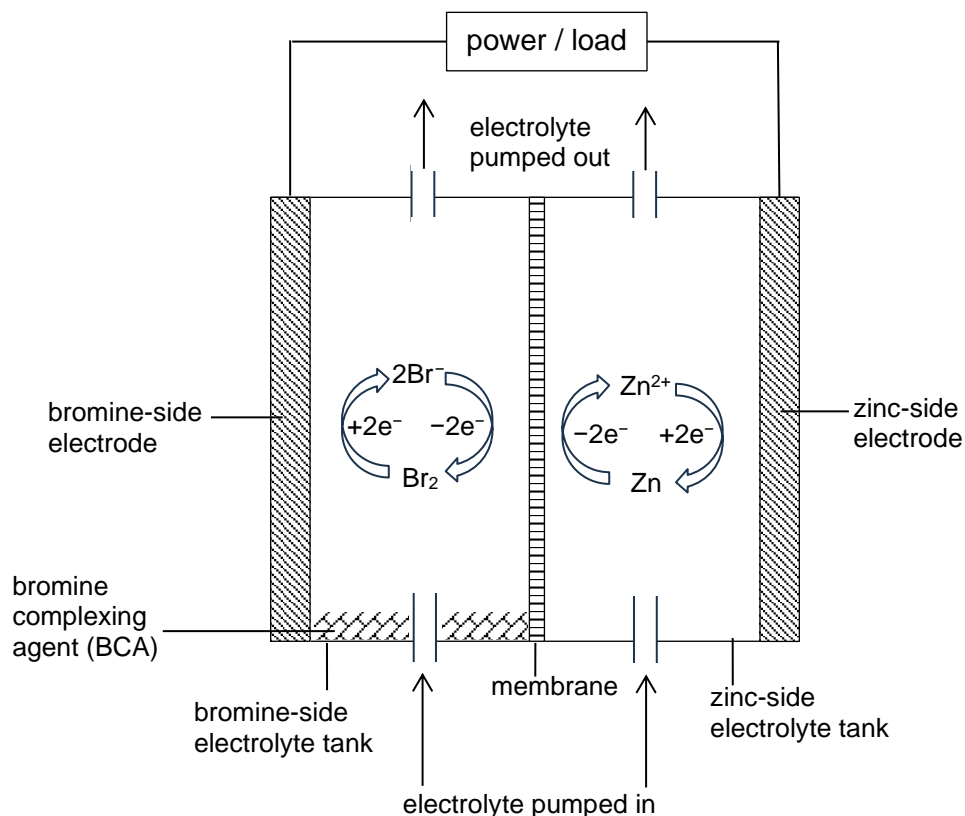 power / load
electrolyte
pumped out
2Br⁻
+2e⁻
−2e⁻
Br₂
Zn²⁺
−2e⁻
+2e⁻
Zn
bromine-side
electrode
zinc-side
electrode
bromine
complexing
agent (BCA)
membrane
bromine-side
electrolyte tank
zinc-side
electrolyte tank
electrolyte pumped in